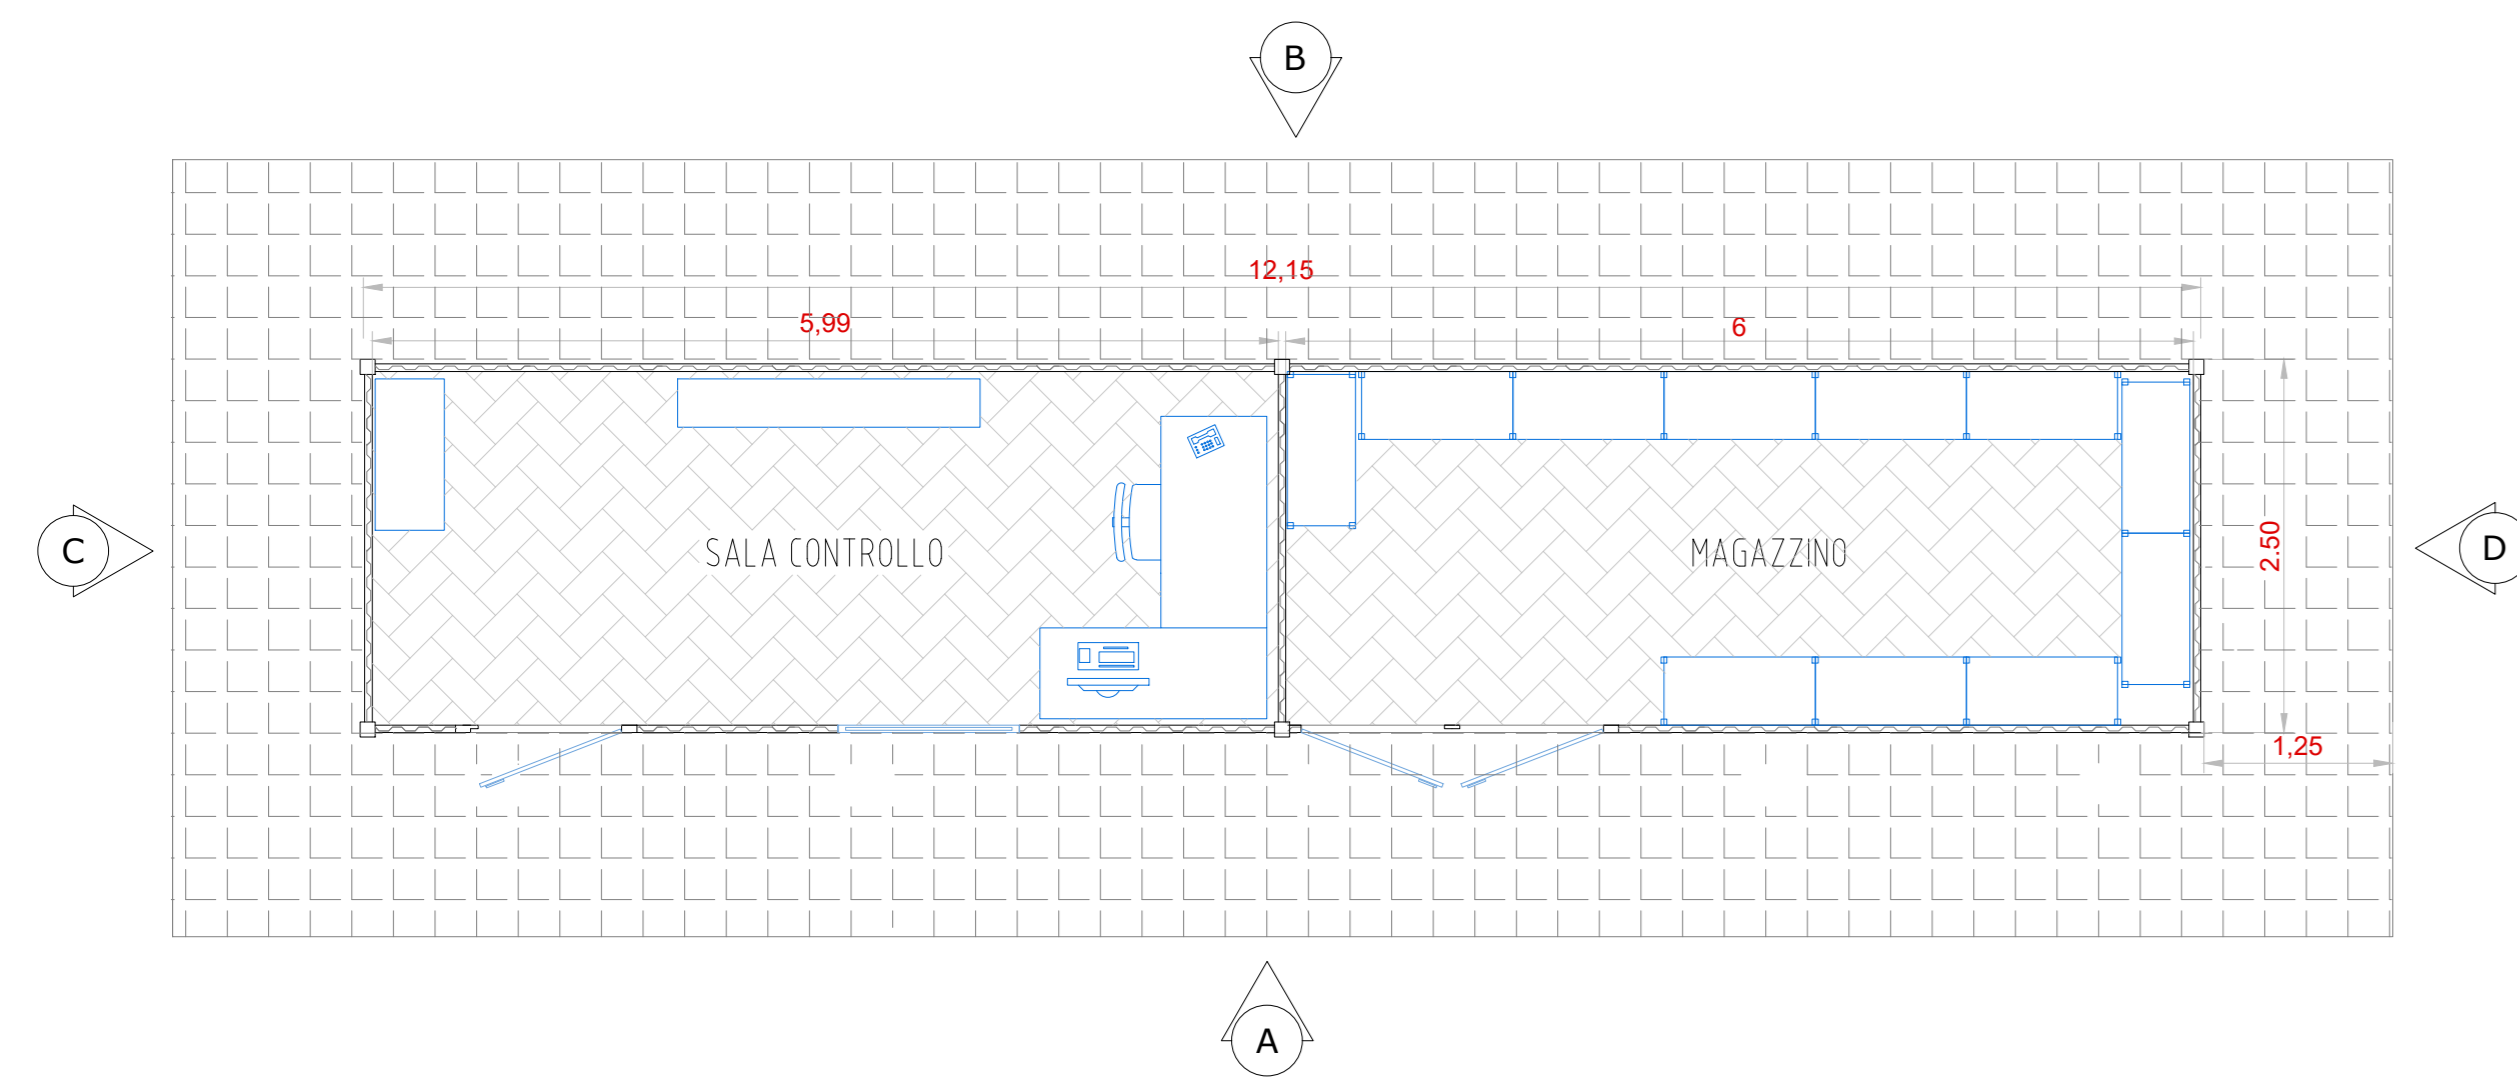 B
12,15
5,99
6
C
SALA CONTROLLO
MAGAZZINO
2.50
D
1,25
A